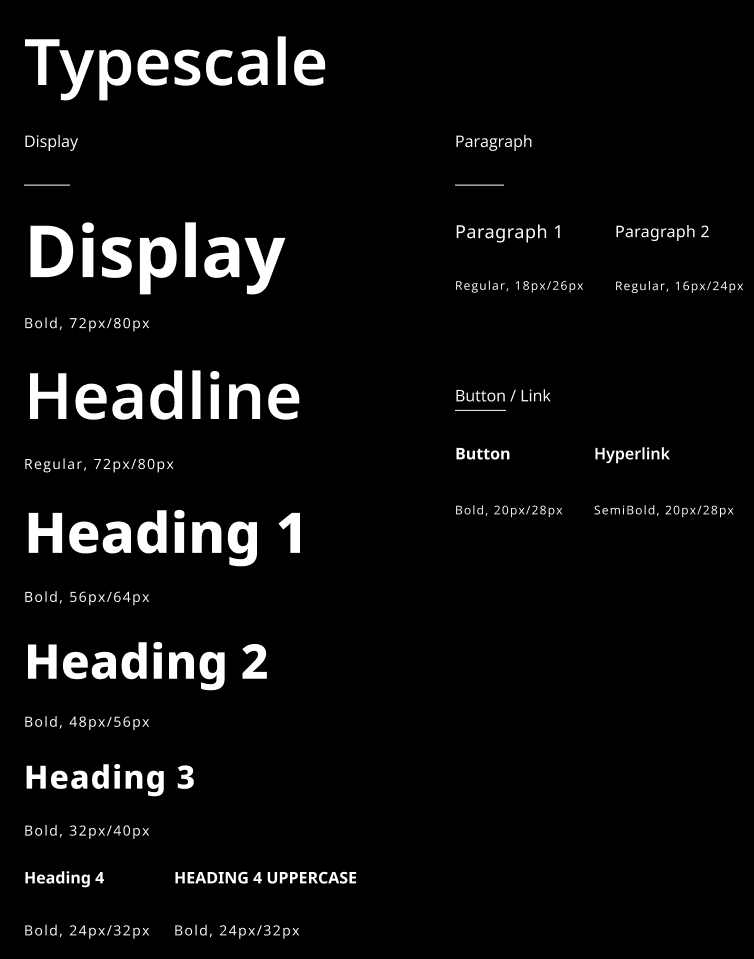 Typescale
Display
Display
Bold, 72px/80px
Headline
Regular, 72px/80px
Heading 1
Bold, 56px/64px
Heading 2
Bold, 48px/56px
Heading 3
Bold, 32px/40px
Heading 4 HEADING 4 UPPERCASE
Bold, 24px/32px Bold, 24px/32px
Paragraph
Paragraph 1 Paragraph 2
Regular, 18px/26px Regular, 16px/24px
Button / Link
Button Hyperlink
Bold, 20px/28px SemiBold, 20px/28px